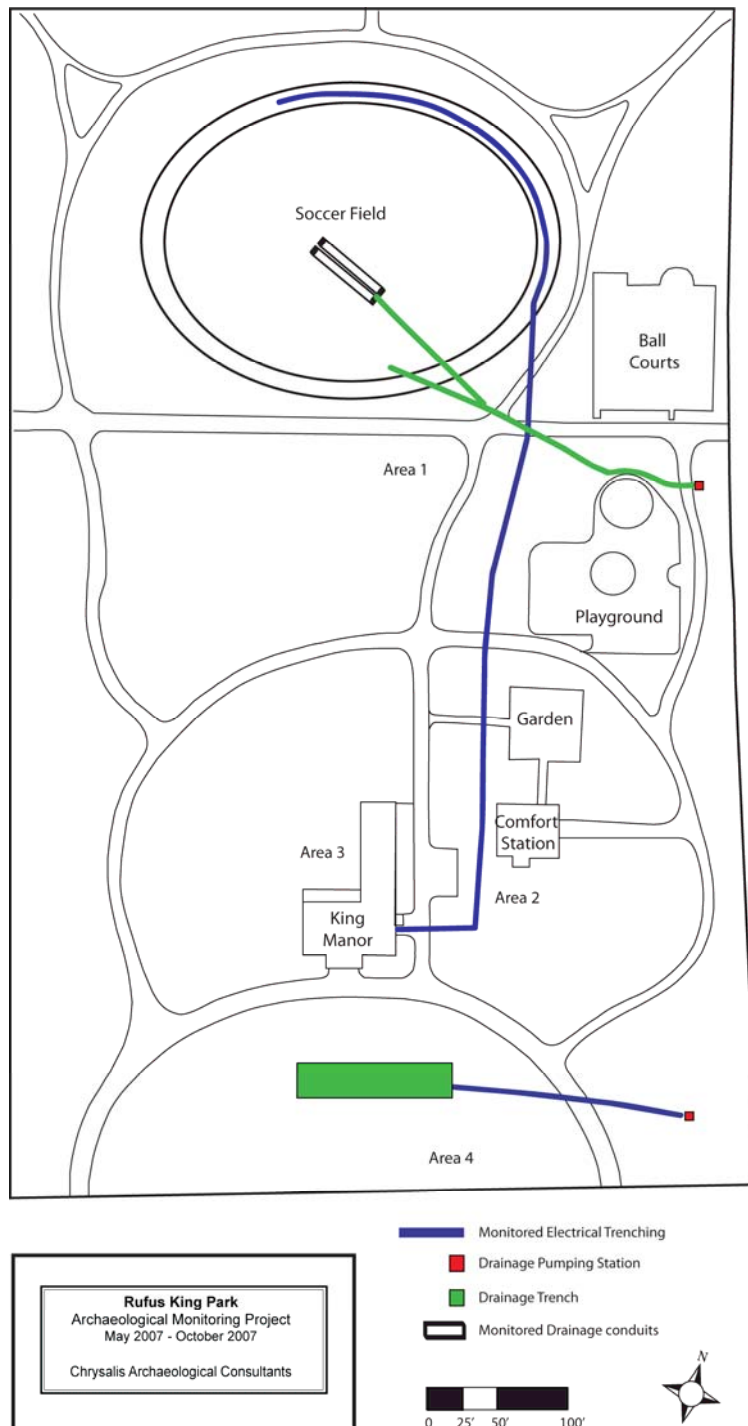 Soccer Field
Ball
Courts
Area 1
Playground
Garden
Comfort
Station
Area 3
Area 2
King
Manor
Area 4
Monitored Electrical Trenching
Drainage Pumping Station
Drainage Trench
Monitored Drainage conduits
Rufus King Park
Archaeological Monitoring Project
May 2007 - October 2007
Chrysalis Archaeological Consultants
N
0 25' 50' 100'